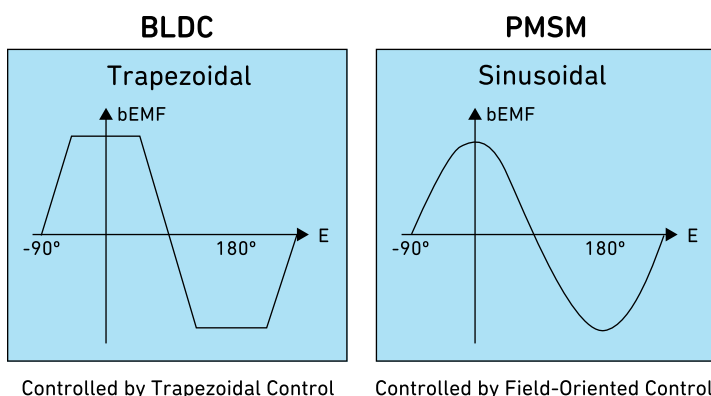 BLDC
Trapezoidal
bEMF
E
-90°
180°
Controlled by Trapezoidal Control
PMSM
Sinusoidal
bEMF
E
-90°
180°
Controlled by Field-Oriented Control